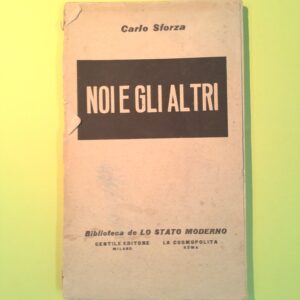 Carlo Sforza
NOI E GLI ALTRI
Biblioteca de LO STATO MODERNO
GENTILE EDITORE LA COSMOPOLITA
MILANO ROMA